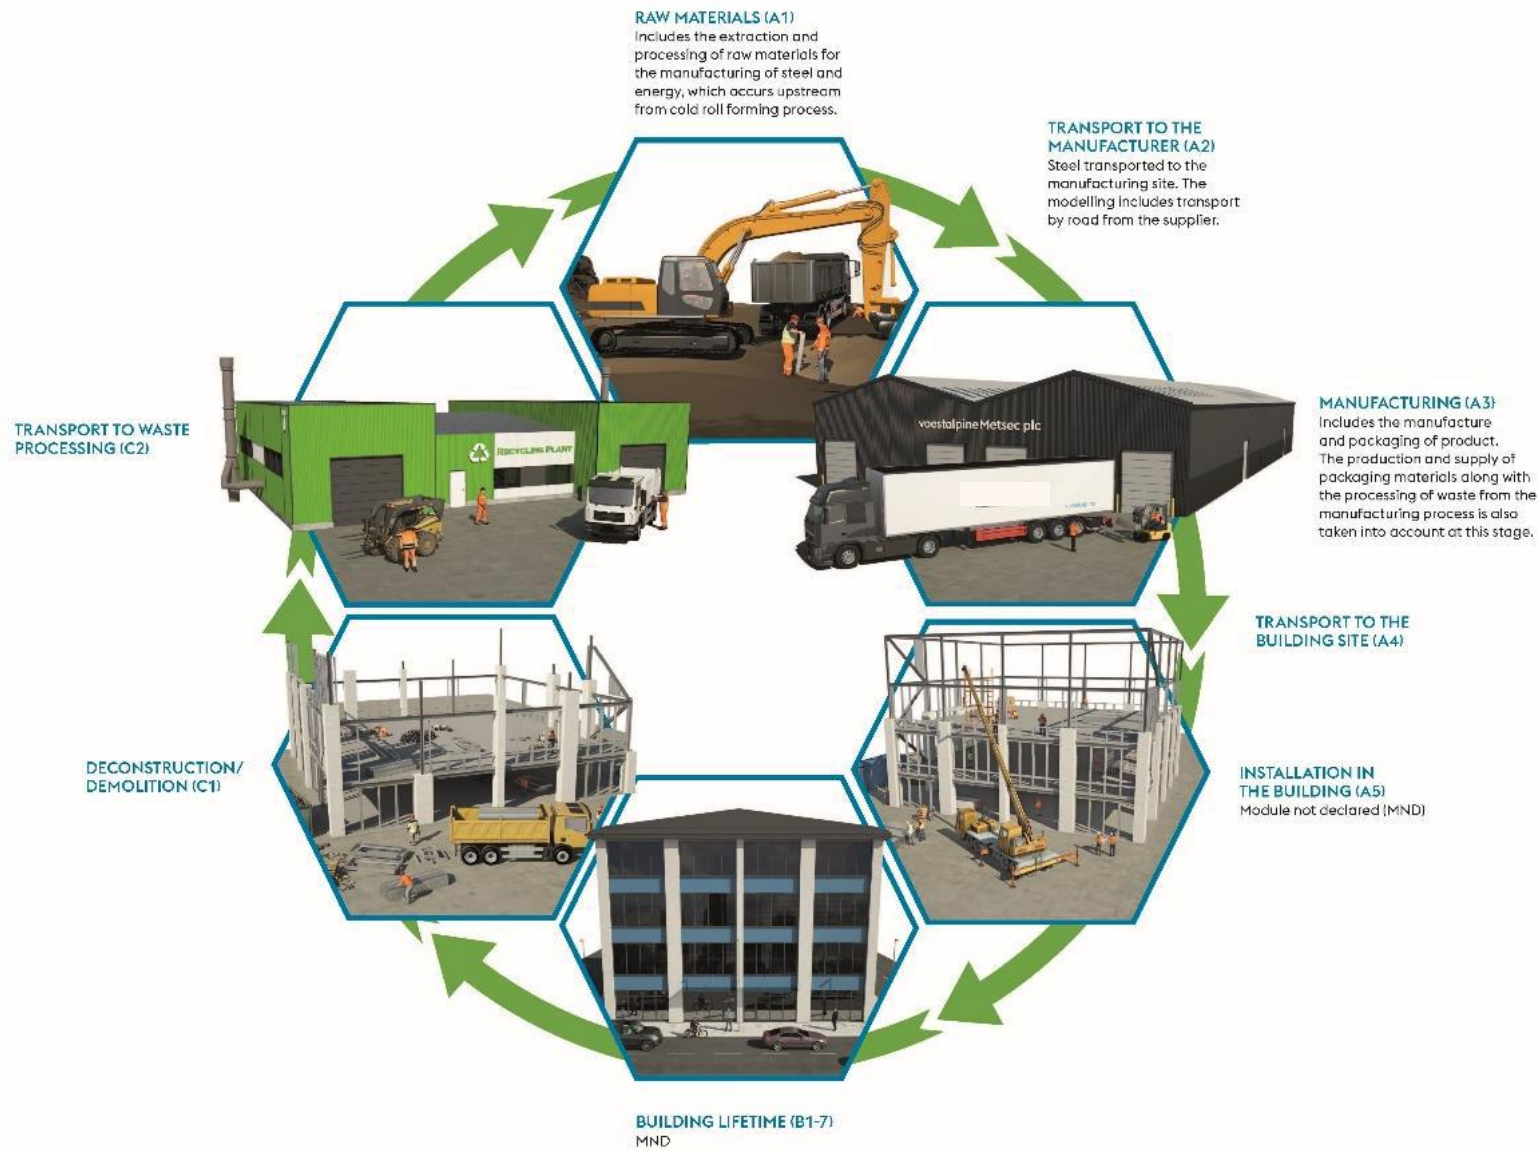 RAW MATERIALS (A1)
Includes the extraction and
processing of raw materials for
the manufacturing of steel and
energy, which accurs upstream
from cold roll forming process.
TRANSPORT TO THE
MANUFACTURER (A2)
Steel transported to the
manufacturing site. The
modelling includes transport
by road from the supplier.
voestalpine Metsec plc
MANUFACTURING (A3)
Includes the manufacture
and packaging of product.
The production and supply of
packaging materials along with
the processing of waste from the
manufacturing process is also
taken into account at this stage.
TRANSPORT TO THE
BUILDING SITE (A4)
INSTALLATION IN
THE BUILDING (A5)
Module not declared (MND)
BUILDING LIFETIME (B1-7)
MND
DECONSTRUCTION/
DEMOLITION (C1)
TRANSPORT TO WASTE
PROCESSING (C2)
RECYCLING PLANT